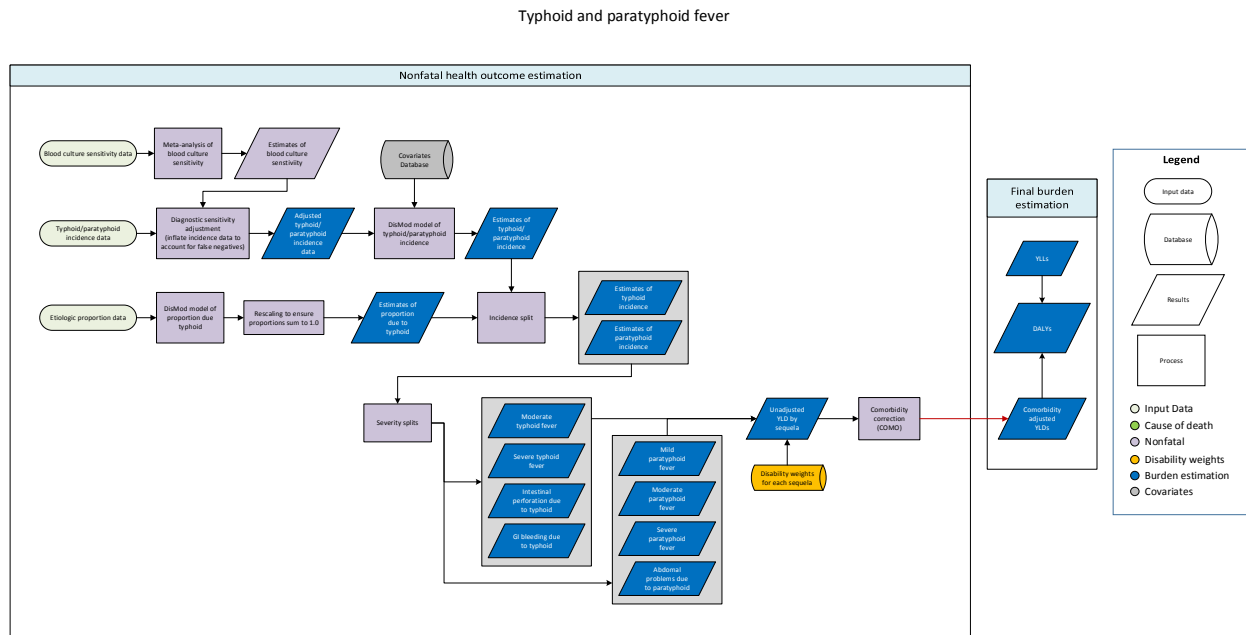 Typhoid and paratyphoid fever
Nonfatal health outcome estimation
Blood culture sensitivity data
Meta-analysis of
blood culture
sensitivity
Estimates of
blood culture
senstiviity
Covariates
Database
Typhoid/paratyphoid
incidence data
Diagnostic sensitivity
adjustment
(inflate incidence data to
account for false negatives)
Adjusted
typhoid/
paratyphoid
incidence
data
DisMod model of
typhoid/paratyphoid
incidence
Estimates of
typhoid/
paratyphoid
incidence
Etiologic proportion data
DisMod model of
proportion due
typhoid
Rescaling to ensure
proportions sum to 1.0
Estimates of
proportion
due to
typhoid
Incidence split
Estimates of
typhoid
incidence
Estimates of
paratyphoid
incidence
Severity splits
Moderate
typhoid fever
Severe typhoid
fever
Intestinal
perforation due
to typhoid
GI bleeding due
to typhoid
Mild
paratyphoid
fever
Moderate
paratyphoid
fever
Severe
paratyphoid
fever
Abdomal
problems due
to paratyphoid
Unadjusted
YLD by
sequela
Disability weights
for each sequela
Comorbidity
correction
(COMO)
Final burden
estimation
YLLs
DALYs
Comorbidity
adjusted
YLDs
Legend
Input data
Database
Results
Process
Input Data
Cause of death
Nonfatal
Disability weights
Burden estimation
Covariates